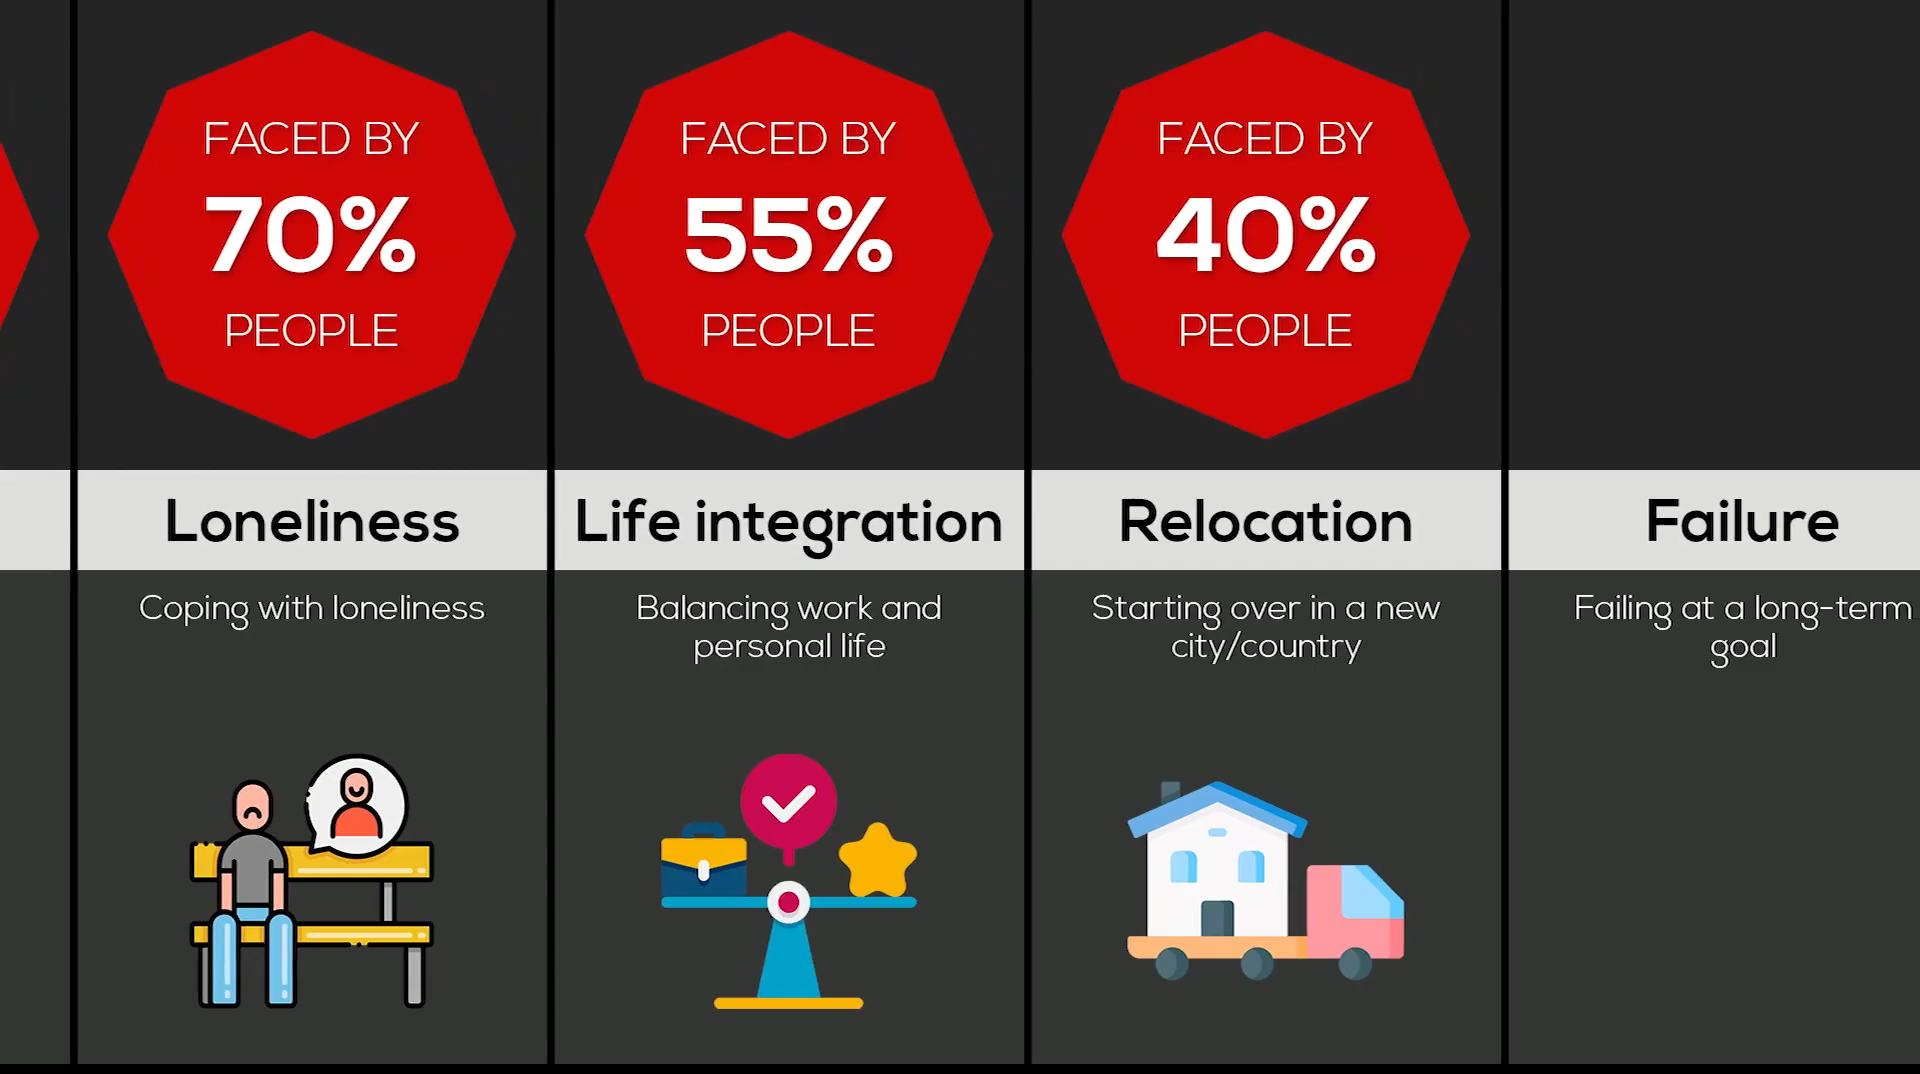 FACED BY
70%
PEOPLE
Loneliness
Coping with loneliness
FACED BY
55%
PEOPLE
Life integration
Balancing work and
personal life
FACED BY
40%
PEOPLE
Relocation
Starting over in a new
city/country
Failure
Failing at a long-term
goal